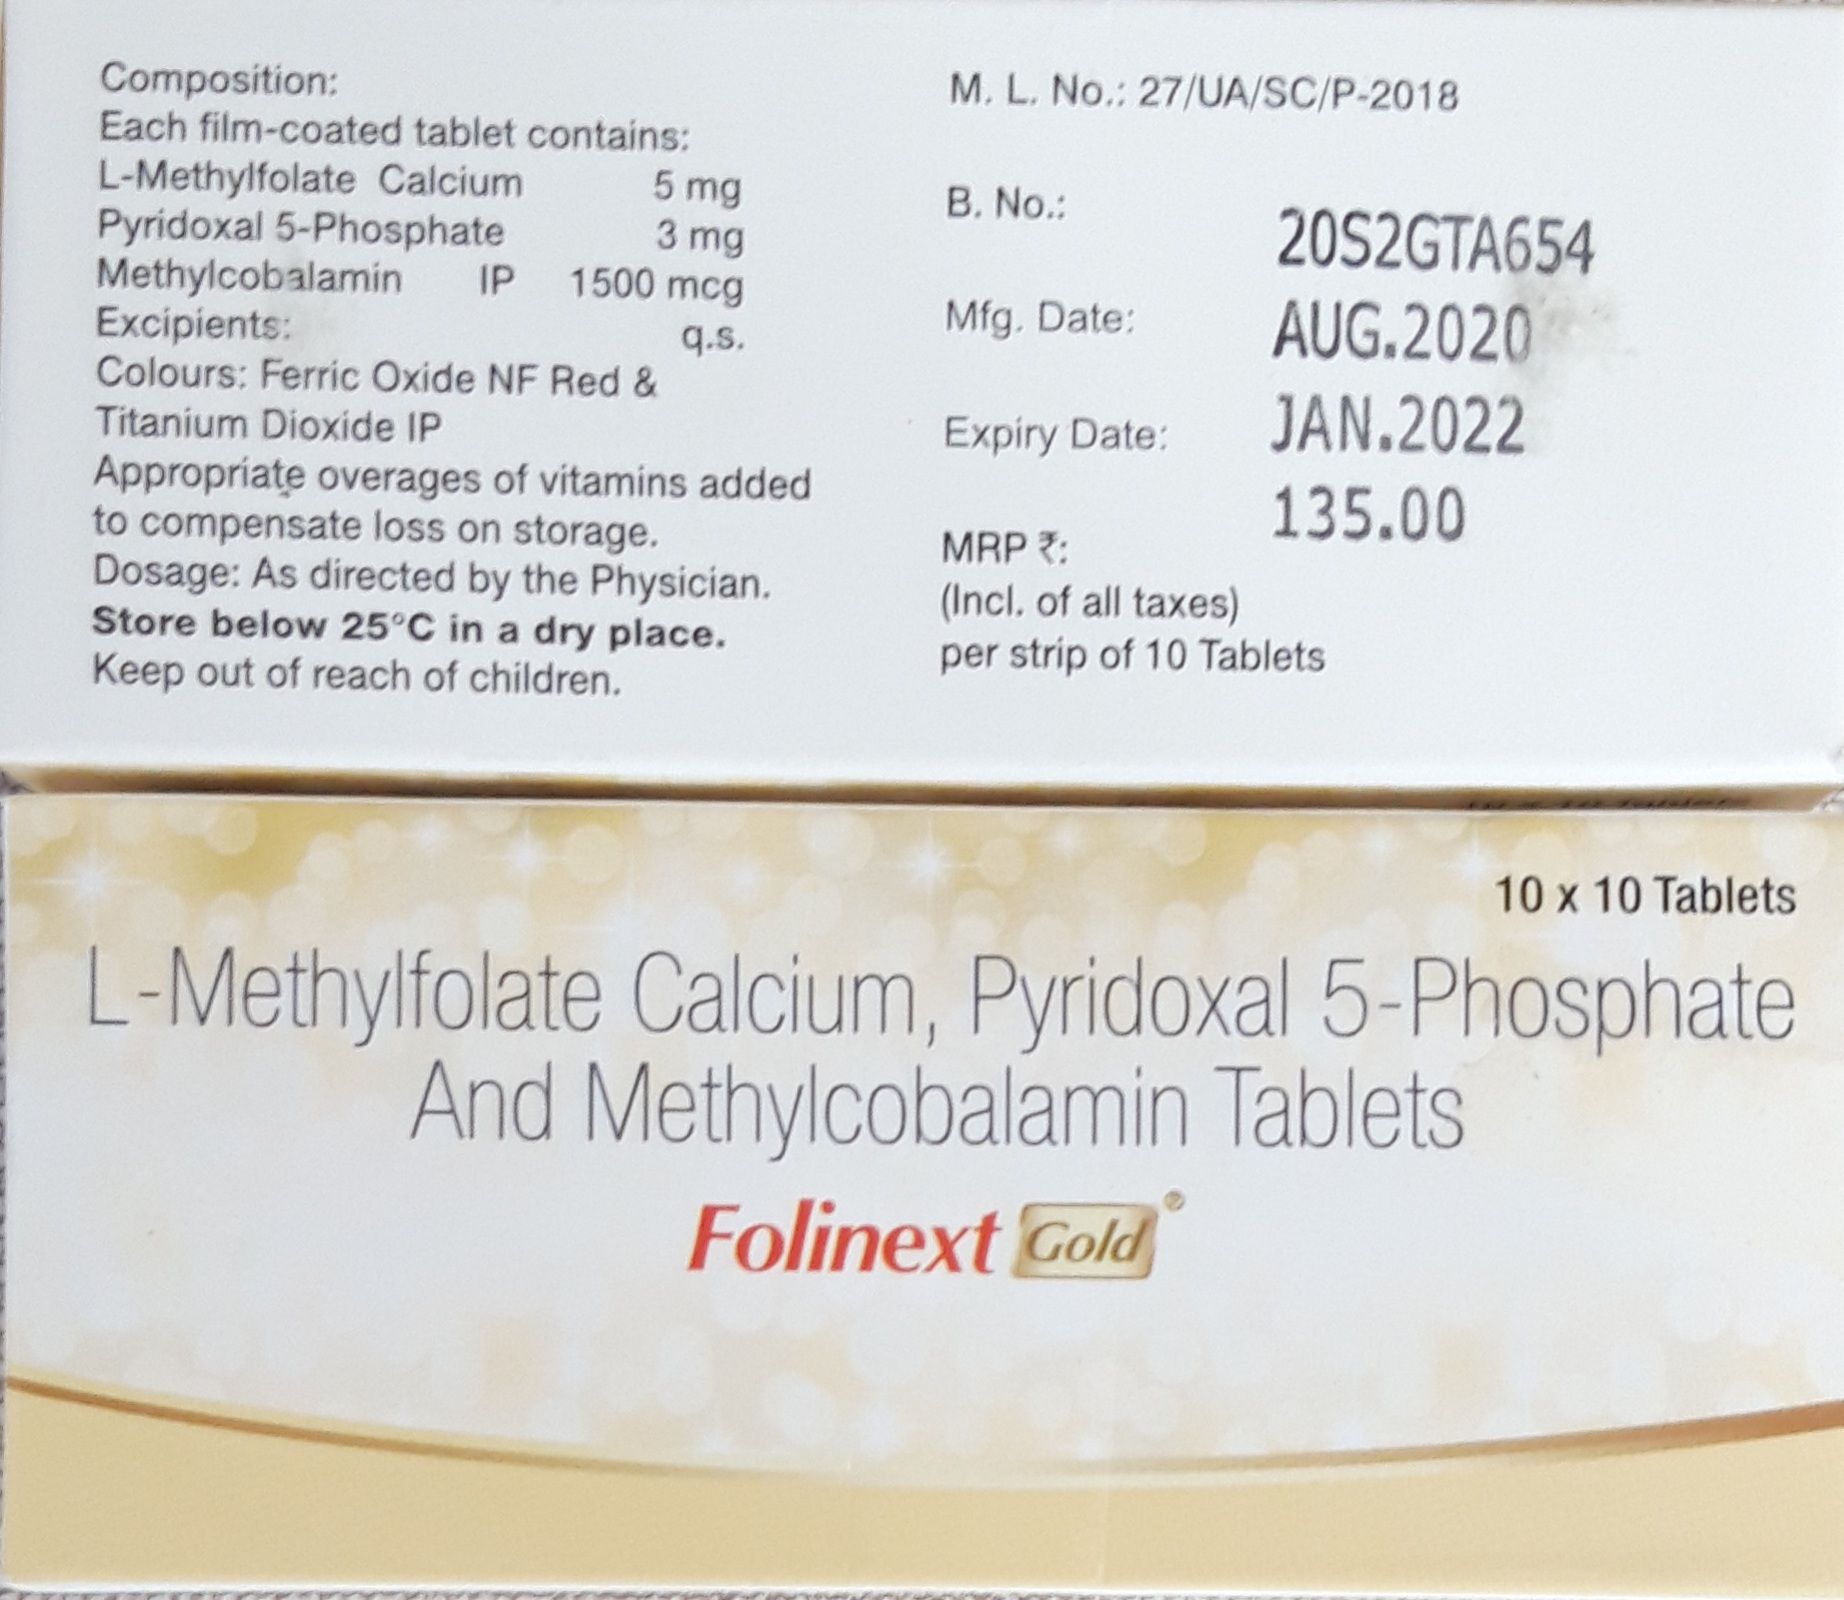 Composition:
Each film-coated tablet contains:
L-Methylfolate Calcium 5 mg
Pyridoxal 5-Phosphate 3 mg
Methylcobalamin IP 1500 mcg
Excipients: q.s.
Colours: Ferric Oxide NF Red &
Titanium Dioxide IP
Appropriate overages of vitamins added
to compensate loss on storage.
Dosage: As directed by the Physician.
Store below 25°C in a dry place.
Keep out of reach of children.
M. L. No.: 27/UA/SC/P-2018
B. No.: 20S2GTA654
Mfg. Date: AUG.2020
Expiry Date: JAN.2022
MRP ₹: 135.00
(Incl. of all taxes)
per strip of 10 Tablets
10 x 10 Tablets
L-Methylfolate Calcium, Pyridoxal 5-Phosphate
And Methylcobalamin Tablets
Folinext Gold®